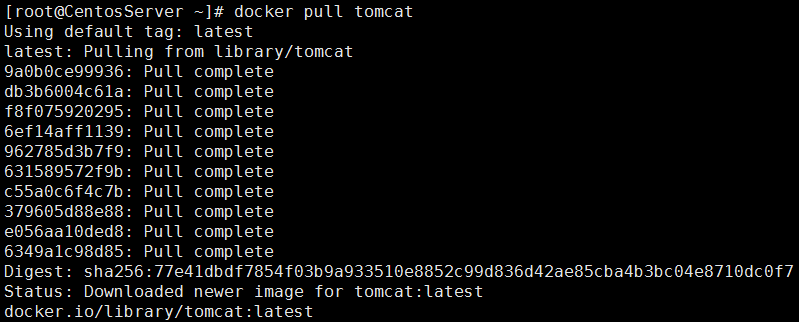 [root@CentosServer ~]# docker pull tomcat
Using default tag: latest
latest: Pulling from library/tomcat
9a0b0ce99936: Pull complete
db3b6004c61a: Pull complete
f8f075920295: Pull complete
6ef14aff1139: Pull complete
962785d3b7f9: Pull complete
631589572f9b: Pull complete
c55a0c6f4c7b: Pull complete
379605d88e88: Pull complete
e056aa10ded8: Pull complete
6349a1c98d85: Pull complete
Digest: sha256:77e41dbdf7854f03b9a933510e8852c99d836d42ae85cba4b3bc04e8710dc0f7
Status: Downloaded newer image for tomcat:latest
docker.io/library/tomcat:latest